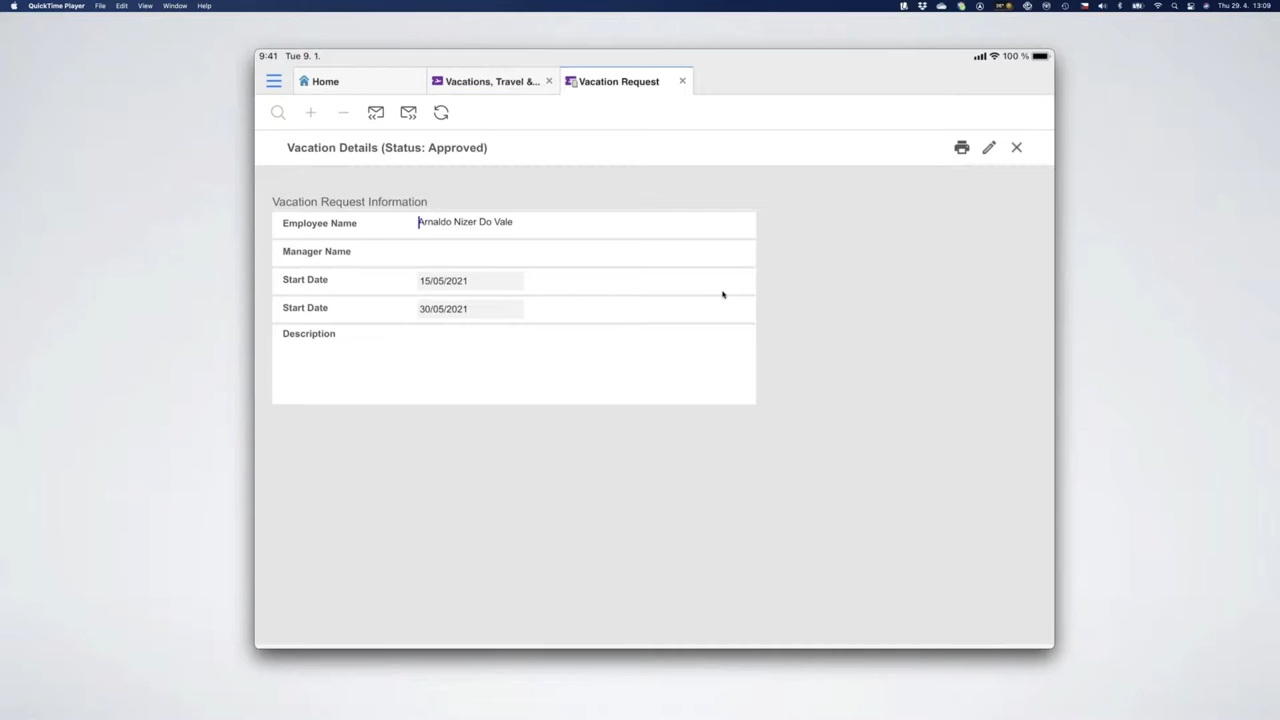 QuickTime Player File Edit View Window Help Thu 29. 4. 13:09
9:41 Tue 9. 1. 100 %
Home Vacations, Travel &... Vacation Request
Vacation Details (Status: Approved)
Vacation Request Information
Employee Name Arnaldo Nizer Do Vale
Manager Name
Start Date 15/05/2021
Start Date 30/05/2021
Description